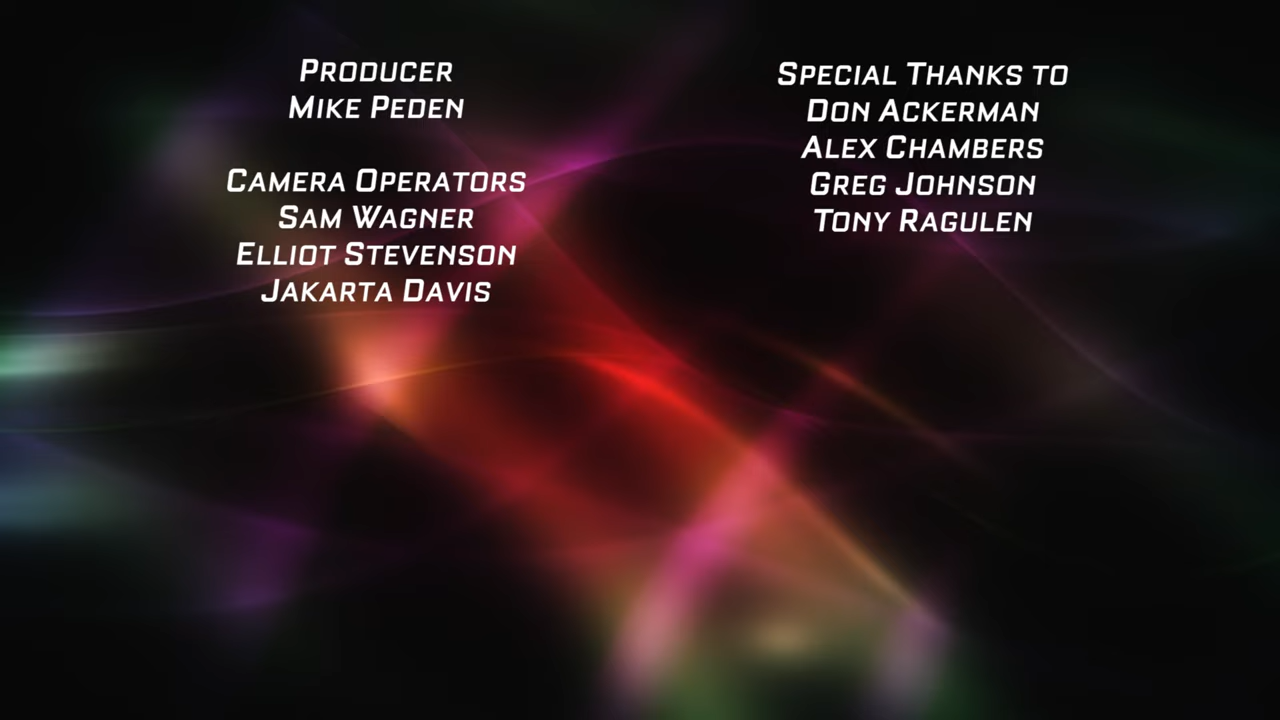 Producer
Mike Peden
Camera Operators
Sam Wagner
Elliot Stevenson
Jakarta Davis
Special Thanks to
Don Ackerman
Alex Chambers
Greg Johnson
Tony Ragulen